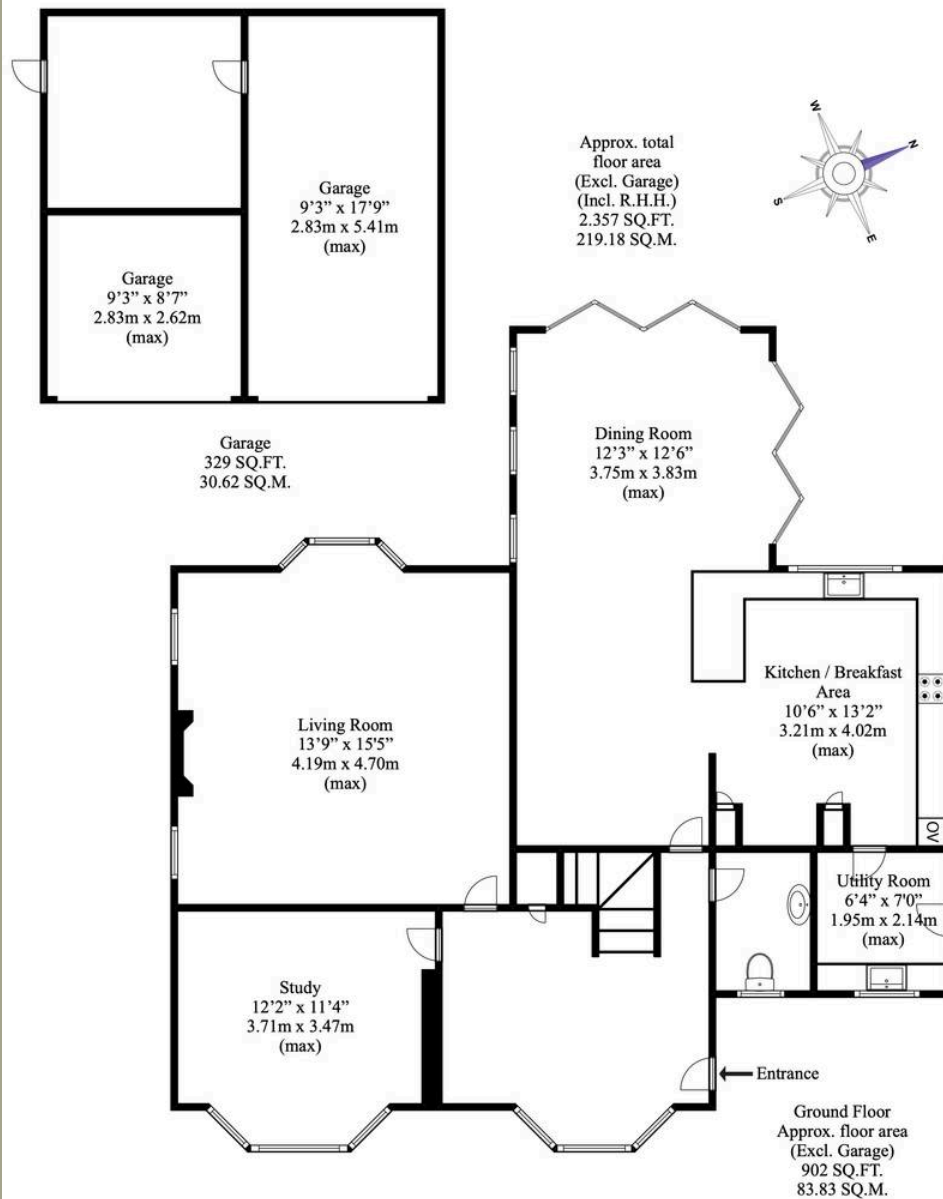 Garage
9'3” x 17'9”
2.83m x 5.41m
(max)
Approx. total
floor area
(Excl. Garage)
(Incl. R.H.H.)
2.357 SQ.FT.
219.18 SQ.M.
W
N
S
E
Garage
9'3” x 8'7”
2.83m x 2.62m
(max)
Garage
329 SQ.FT.
30.62 SQ.M.
Dining Room
12'3” x 12'6”
3.75m x 3.83m
(max)
Kitchen / Breakfast
Area
10'6” x 13'2”
3.21m x 4.02m
(max)
OV
Living Room
13'9” x 15'5”
4.19m x 4.70m
(max)
Utility Room
6'4” x 7'0”
1.95m x 2.14m
(max)
Study
12'2” x 11'4”
3.71m x 3.47m
(max)
Entrance
Ground Floor
Approx. floor area
(Excl. Garage)
902 SQ.FT.
83.83 SQ.M.